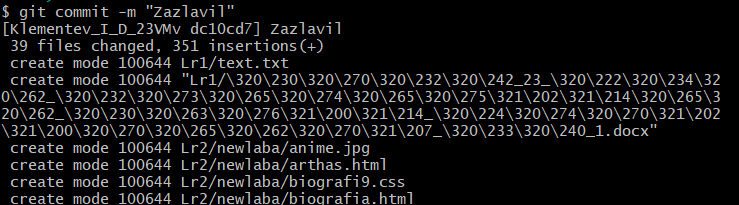 $ git commit -m "Zazlavil"
[Klementev_I_D_23VMv dc10cd7] Zazlavil
 39 files changed, 351 insertions(+)
 create mode 100644 Lr1/text.txt
 create mode 100644 "Lr1/\320\230\320\270\320\232\320\242_23_\320\222\320\234\32
0\262_\320\232\320\273\320\265\320\274\320\265\320\275\321\202\321\214\320\265\3
20\262_\320\230\320\263\320\276\321\200\321\214_\320\224\320\274\320\270\321\202
\321\200\320\270\320\265\320\262\320\270\321\207_\320\233\320\240_1.docx"
 create mode 100644 Lr2/newlaba/anime.jpg
 create mode 100644 Lr2/newlaba/arthas.html
 create mode 100644 Lr2/newlaba/biografi9.css
 create mode 100644 Lr2/newlaba/biografia.html